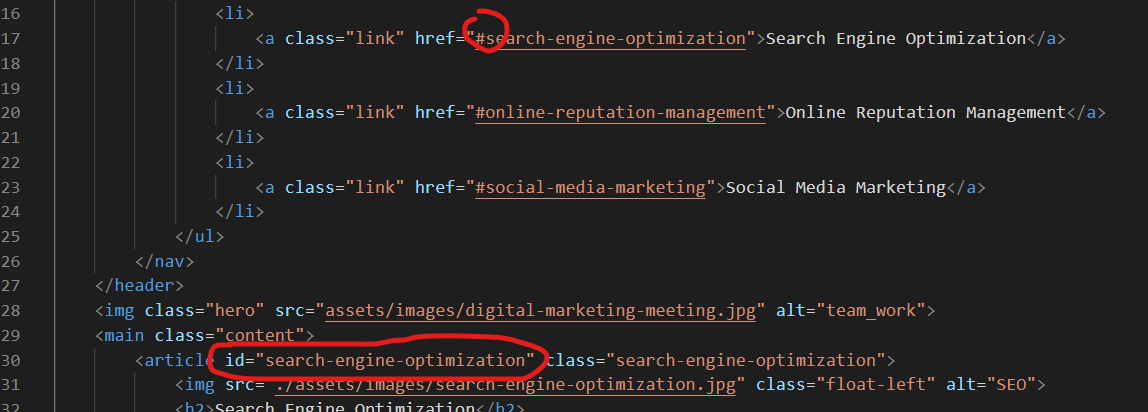 16 <li>
17 <a class="link" href="#search-engine-optimization">Search Engine Optimization</a>
18 </li>
19 <li>
20 <a class="link" href="#online-reputation-management">Online Reputation Management</a>
21 </li>
22 <li>
23 <a class="link" href="#social-media-marketing">Social Media Marketing</a>
24 </li>
25 </ul>
26 </nav>
27 </header>
28 <img class="hero" src="assets/images/digital-marketing-meeting.jpg" alt="team_work">
29 <main class="content">
30 <article id="search-engine-optimization" class="search-engine-optimization">
31 <img src="./assets/images/search-engine-optimization.jpg" class="float-left" alt="SEO">
32 <h2>Search Engine Optimization</h2>